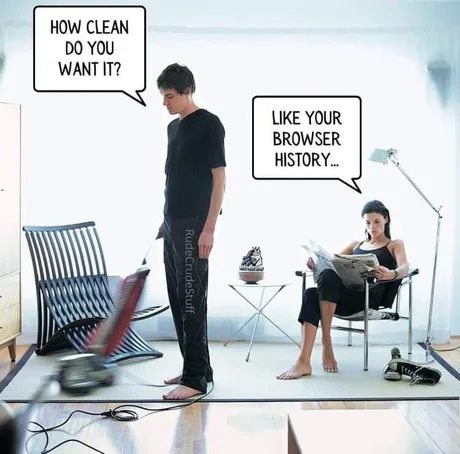 HOW CLEAN
DO YOU
WANT IT?
LIKE YOUR
BROWSER
HISTORY...
RudeCrudeStuff